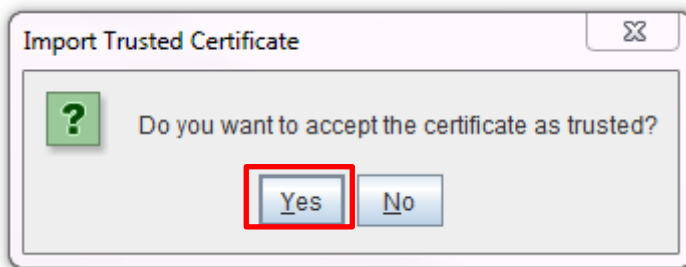 Import Trusted Certificate
?
Do you want to accept the certificate as trusted?
Yes No